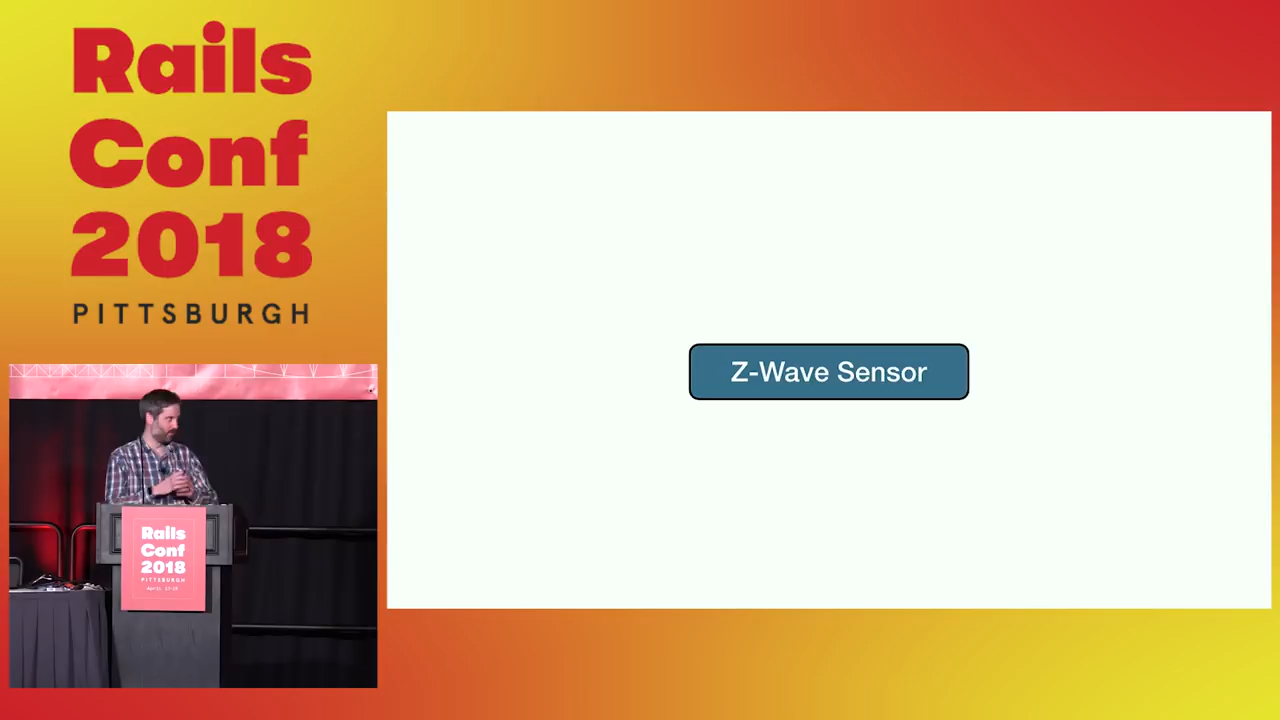 Rails
Conf
2018
PITTSBURGH
Z-Wave Sensor
Rails
Conf
2018
PITTSBURGH